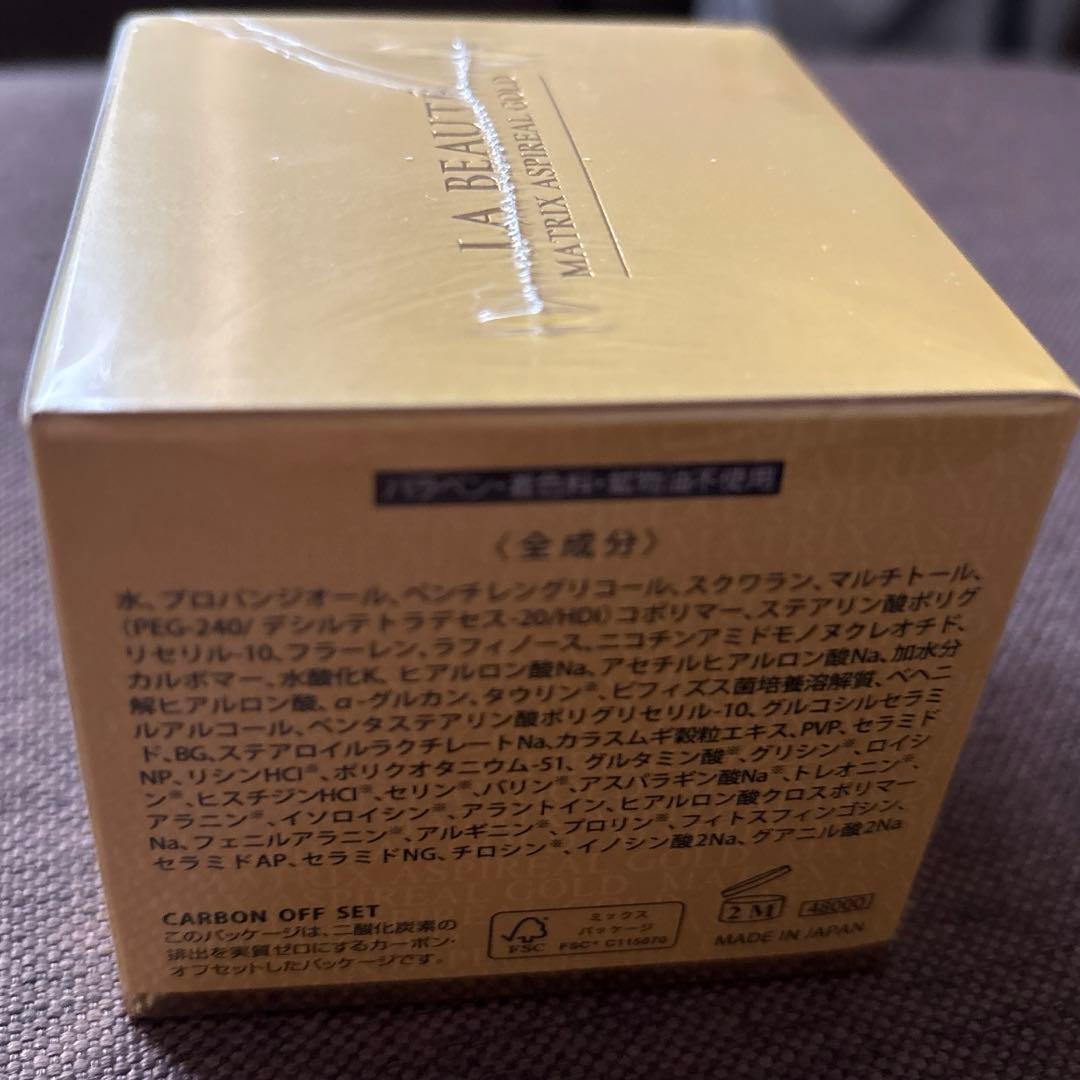 LA BEAUTÉ
MATRIX ASPIREAL GOLD
パラベン・着色料・鉱物油不使用
〈全成分〉
水、プロパンジオール、ペンチレングリコール、スクワラン、マルチトール、
(PEG-240/デシルテトラデセス-20/HDI)コポリマー、ステアリン酸ポリグ
リセリル-10、フラーレン、ラフィノース、ニコチンアミドモノヌクレオチド、
カルボマー、水酸化K、ヒアルロン酸Na、アセチルヒアルロン酸Na、加水分
解ヒアルロン酸、α-グルカン、タウリン※、ビフィズス菌培養溶解質、ベヘニ
ルアルコール、ペンタステアリン酸ポリグリセリル-10、グルコシルセラミ
ド、BG、ステアロイルラクチレートNa、カラスムギ穀粒エキス、PVP、セラミド
NP、リシンHCl※、ポリクオタニウム-51、グルタミン酸※、グリシン※、ロイシ
ン※、ヒスチジンHCl※、セリン※、バリン※、アスパラギン酸Na※、トレオニン※、
アラニン※、イソロイシン※、アラントイン、ヒアルロン酸クロスポリマー
Na、フェニルアラニン※、アルギニン※、プロリン※、フィトスフィンゴシン、
セラミドAP、セラミドNG、チロシン※、イノシン酸2Na、グアニル酸2Na
CARBON OFF SET
このパッケージは、二酸化炭素の
排出を実質ゼロにするカーボン・
オフセットしたパッケージです。
FSC
ミックス
パッケージ
FSC® C115670
2 M
48000
MADE IN JAPAN